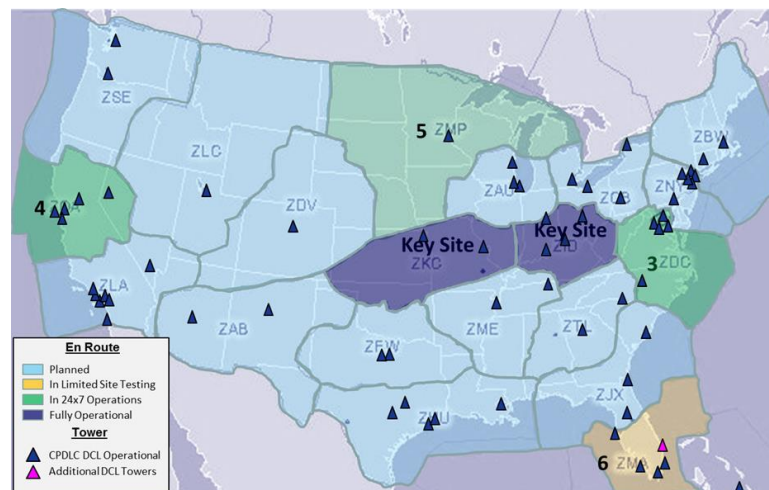 ZSE
5
ZMP
ZBW
ZLC
ZAU
ZNY
ZOB
ZDV
4
ZOA
Key Site
Key Site
ZKC
ZID
3
ZDC
ZLA
ZAB
ZME
ZTL
ZFW
En Route
Planned
In Limited Site Testing
In 24x7 Operations
Fully Operational
Tower
CPDLC DCL Operational
Additional DCL Towers
ZHU
ZJX
6
ZMA